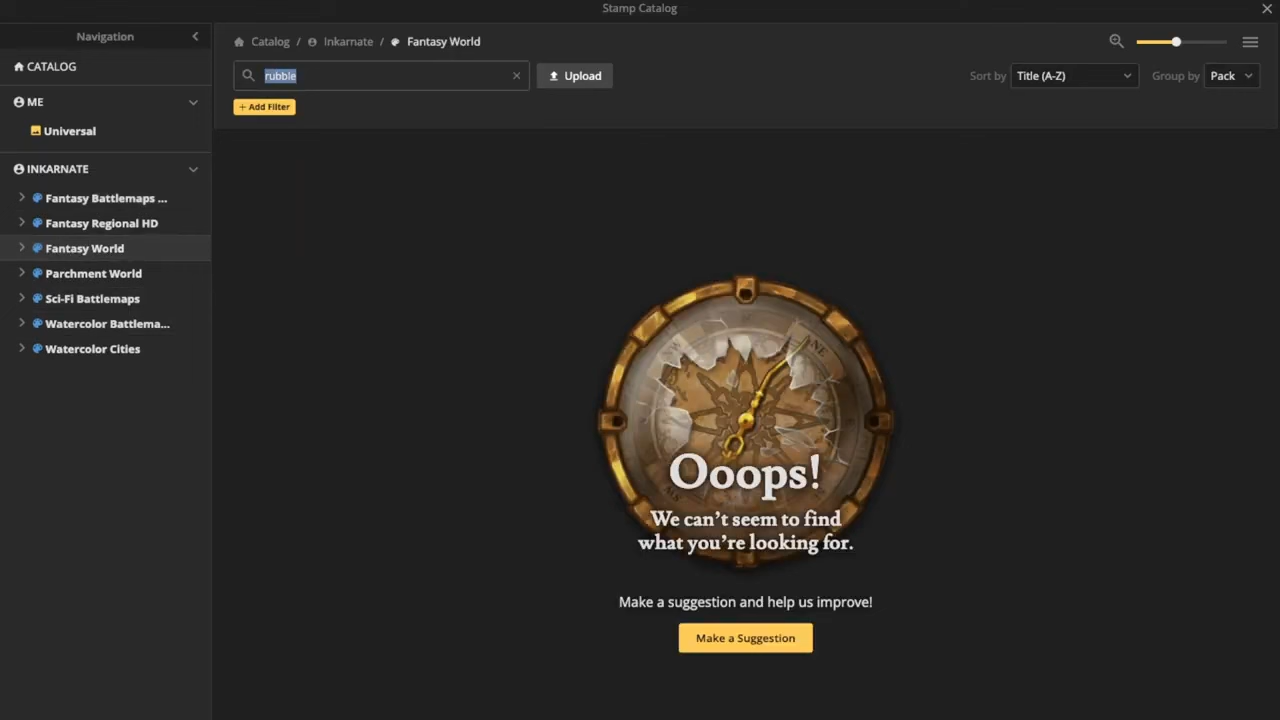 Stamp Catalog
Navigation
CATALOG
ME
Universal
INKARNATE
Fantasy Battlemaps ...
Fantasy Regional HD
Fantasy World
Parchment World
Sci-Fi Battlemaps
Watercolor Battlema...
Watercolor Cities
Catalog / Inkarnate / Fantasy World
rubble
Upload
Sort by Title (A-Z) Group by Pack
+ Add Filter
NE
Ooops!
We can't seem to find
what you're looking for.
Make a suggestion and help us improve!
Make a Suggestion